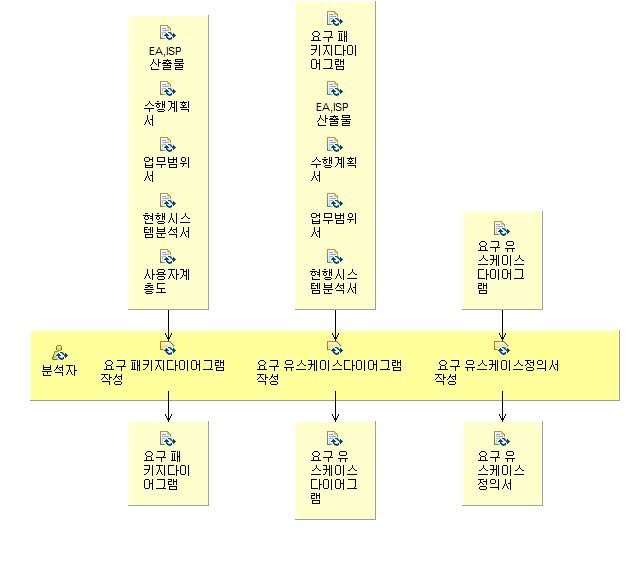 EA,ISP
산출물
수행계획
서
업무범위
서
현행시스
템분석서
사용자계
층도
요구 패
키지다이
어그램
EA,ISP
산출물
수행계획
서
업무범위
서
현행시스
템분석서
요구 유
스케이스
다이어그
램
분석자
요구 패키지다이어그램
작성
요구 유스케이스다이어그램
작성
요구 유스케이스정의서
작성
요구 패
키지다이
어그램
요구 유
스케이스
다이어그
램
요구 유
스케이스
정의서